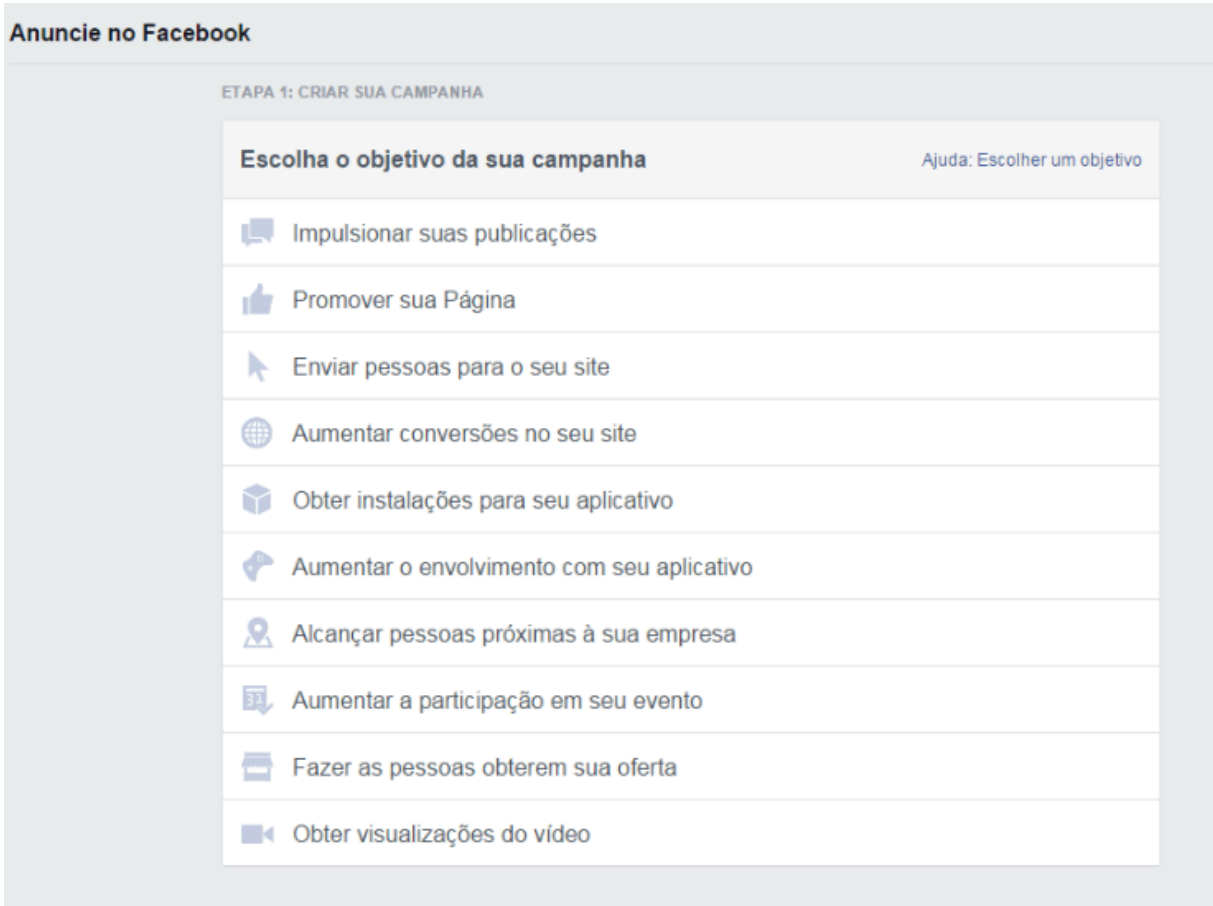 Anuncie no Facebook
ETAPA 1: CRIAR SUA CAMPANHA
Escolha o objetivo da sua campanha
Ajuda: Escolher um objetivo
Impulsionar suas publicações
Promover sua Página
Enviar pessoas para o seu site
Aumentar conversões no seu site
Obter instalações para seu aplicativo
Aumentar o envolvimento com seu aplicativo
Alcançar pessoas próximas à sua empresa
31
Aumentar a participação em seu evento
Fazer as pessoas obterem sua oferta
Obter visualizações do vídeo